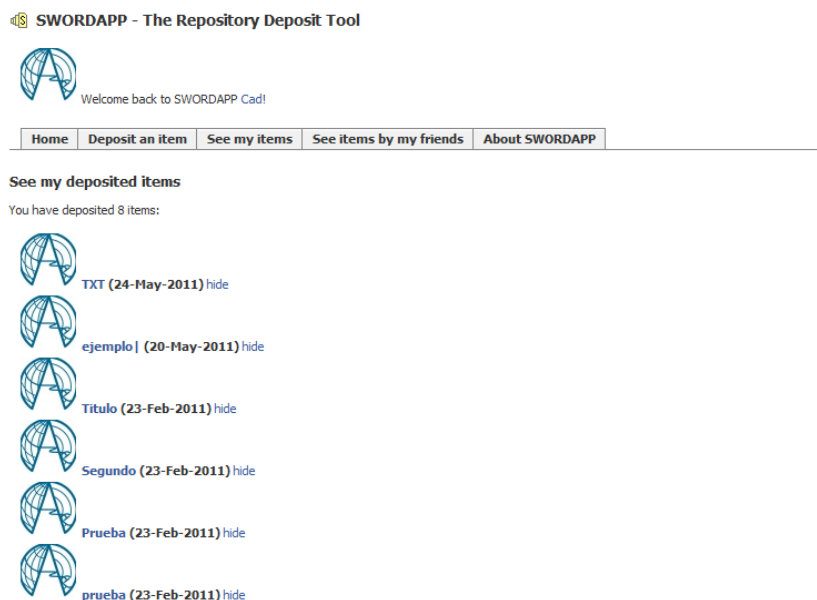 SWORDAPP - The Repository Deposit Tool
Welcome back to SWORDAPP Cad!
Home Deposit an item See my items See items by my friends About SWORDAPP
See my deposited items
You have deposited 8 items:
TXT (24-May-2011) hide
ejemplo| (20-May-2011) hide
Titulo (23-Feb-2011) hide
Segundo (23-Feb-2011) hide
Prueba (23-Feb-2011) hide
prueba (23-Feb-2011) hide